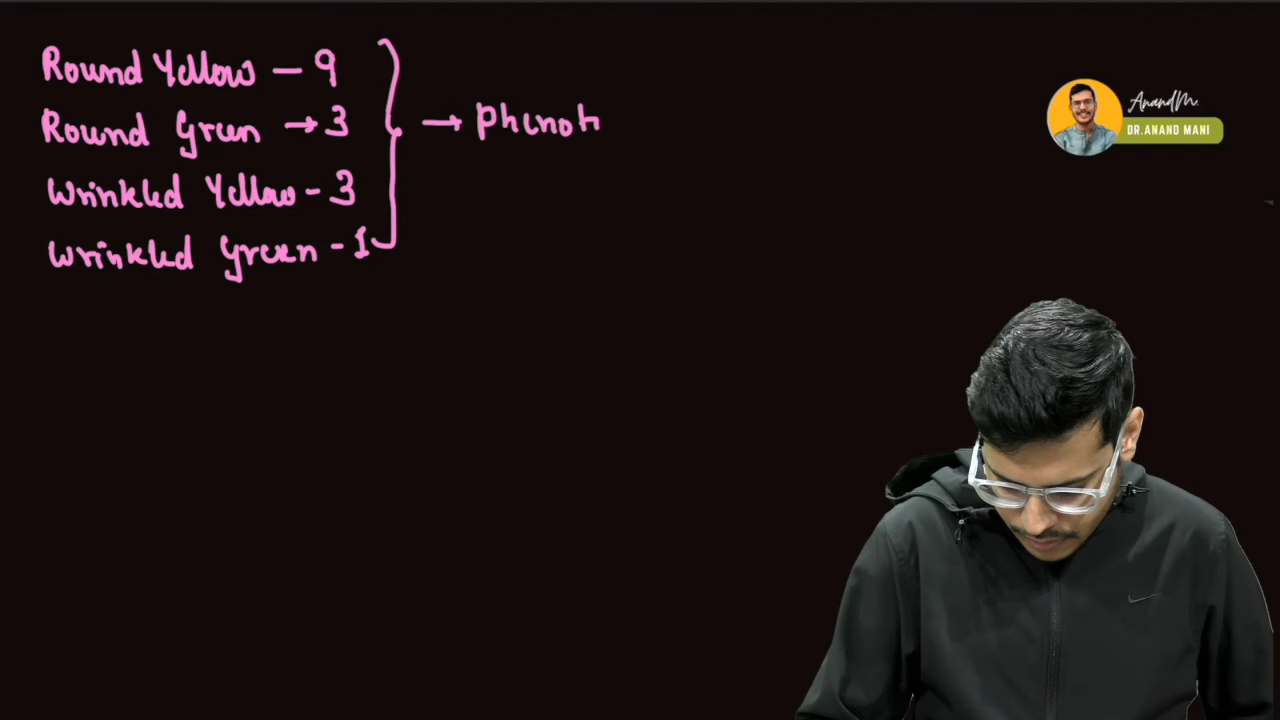 Round Yellow - 9
Round Green → 3
Wrinkled Yellow - 3
Wrinkled Green - 1
→ Phenot
AnandM.
DR.ANAND MANI